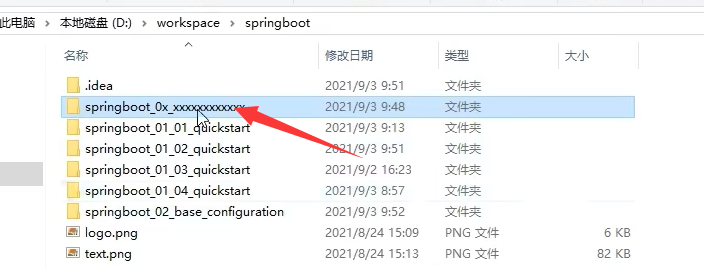 此电脑 > 本地磁盘 (D:) > workspace > springboot
名称 修改日期 类型 大小
.idea 2021/9/3 9:51 文件夹
springboot_0x_xxxxxxxxxxxx 2021/9/3 9:48 文件夹
springboot_01_01_quickstart 2021/9/3 9:13 文件夹
springboot_01_02_quickstart 2021/9/3 9:51 文件夹
springboot_01_03_quickstart 2021/9/2 16:23 文件夹
springboot_01_04_quickstart 2021/9/3 8:57 文件夹
springboot_02_base_configuration 2021/9/3 9:52 文件夹
logo.png 2021/8/24 15:09 PNG 文件 6 KB
text.png 2021/8/24 15:09 PNG 文件 82 KB